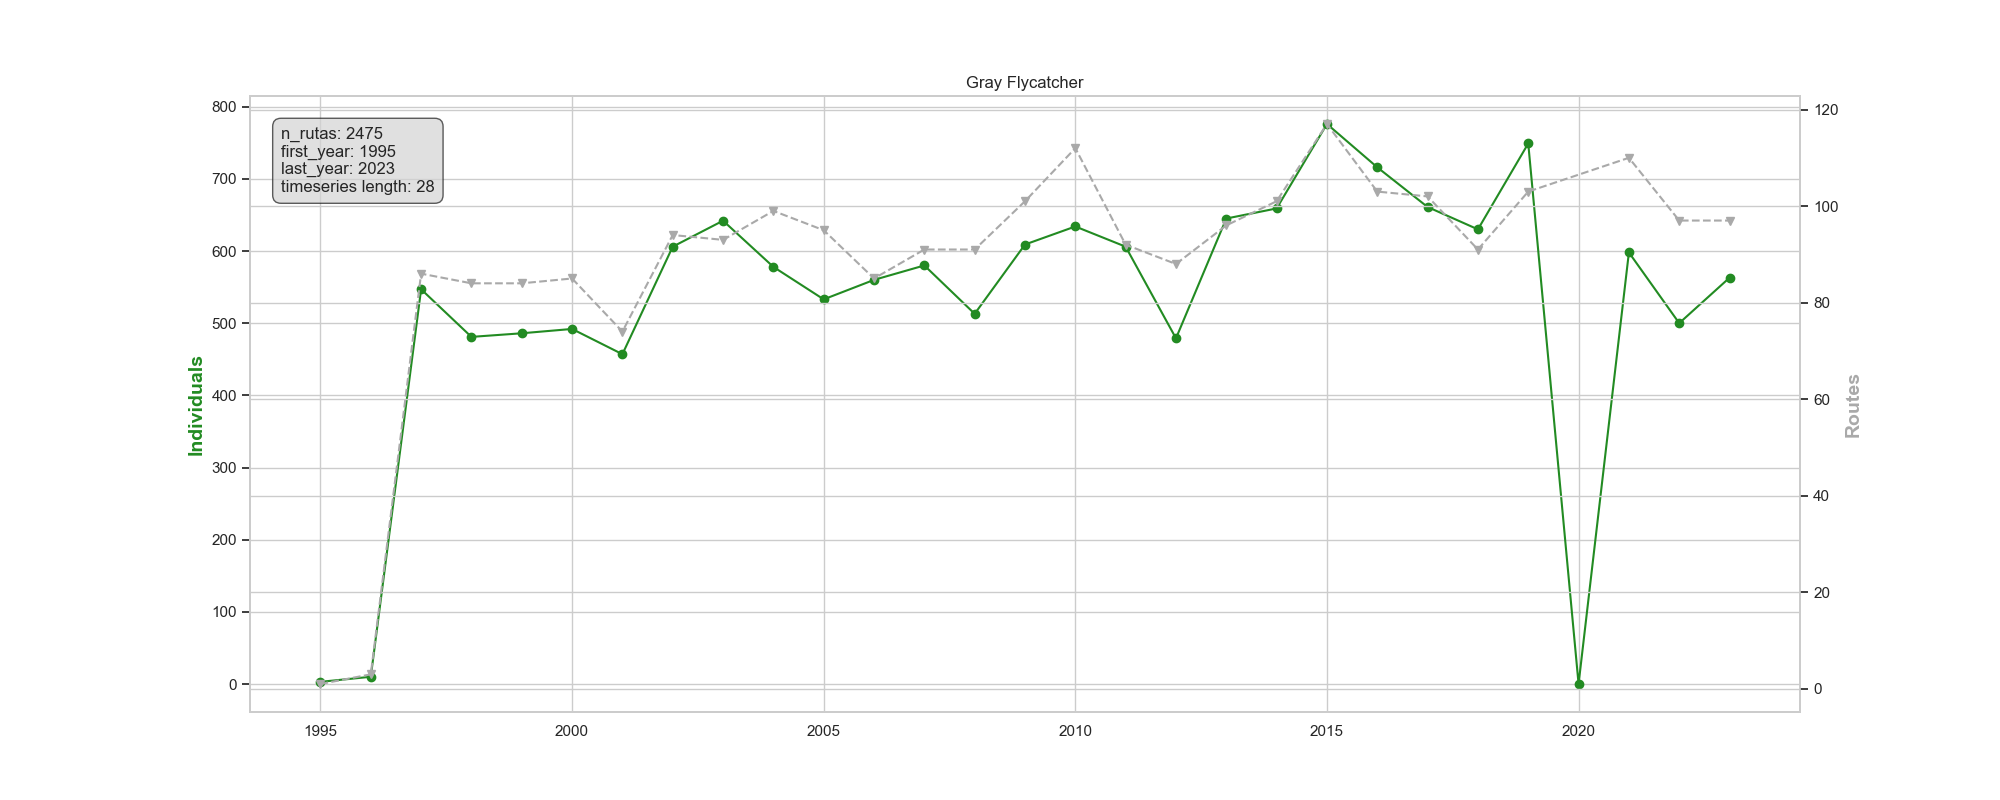 Gray Flycatcher
n_rutas: 2475
first_year: 1995
last_year: 2023
timeseries length: 28
Individuals
800
700
600
500
400
300
200
100
0
120
100
80
60
40
20
0
Routes
1995 2000 2005 2010 2015 2020